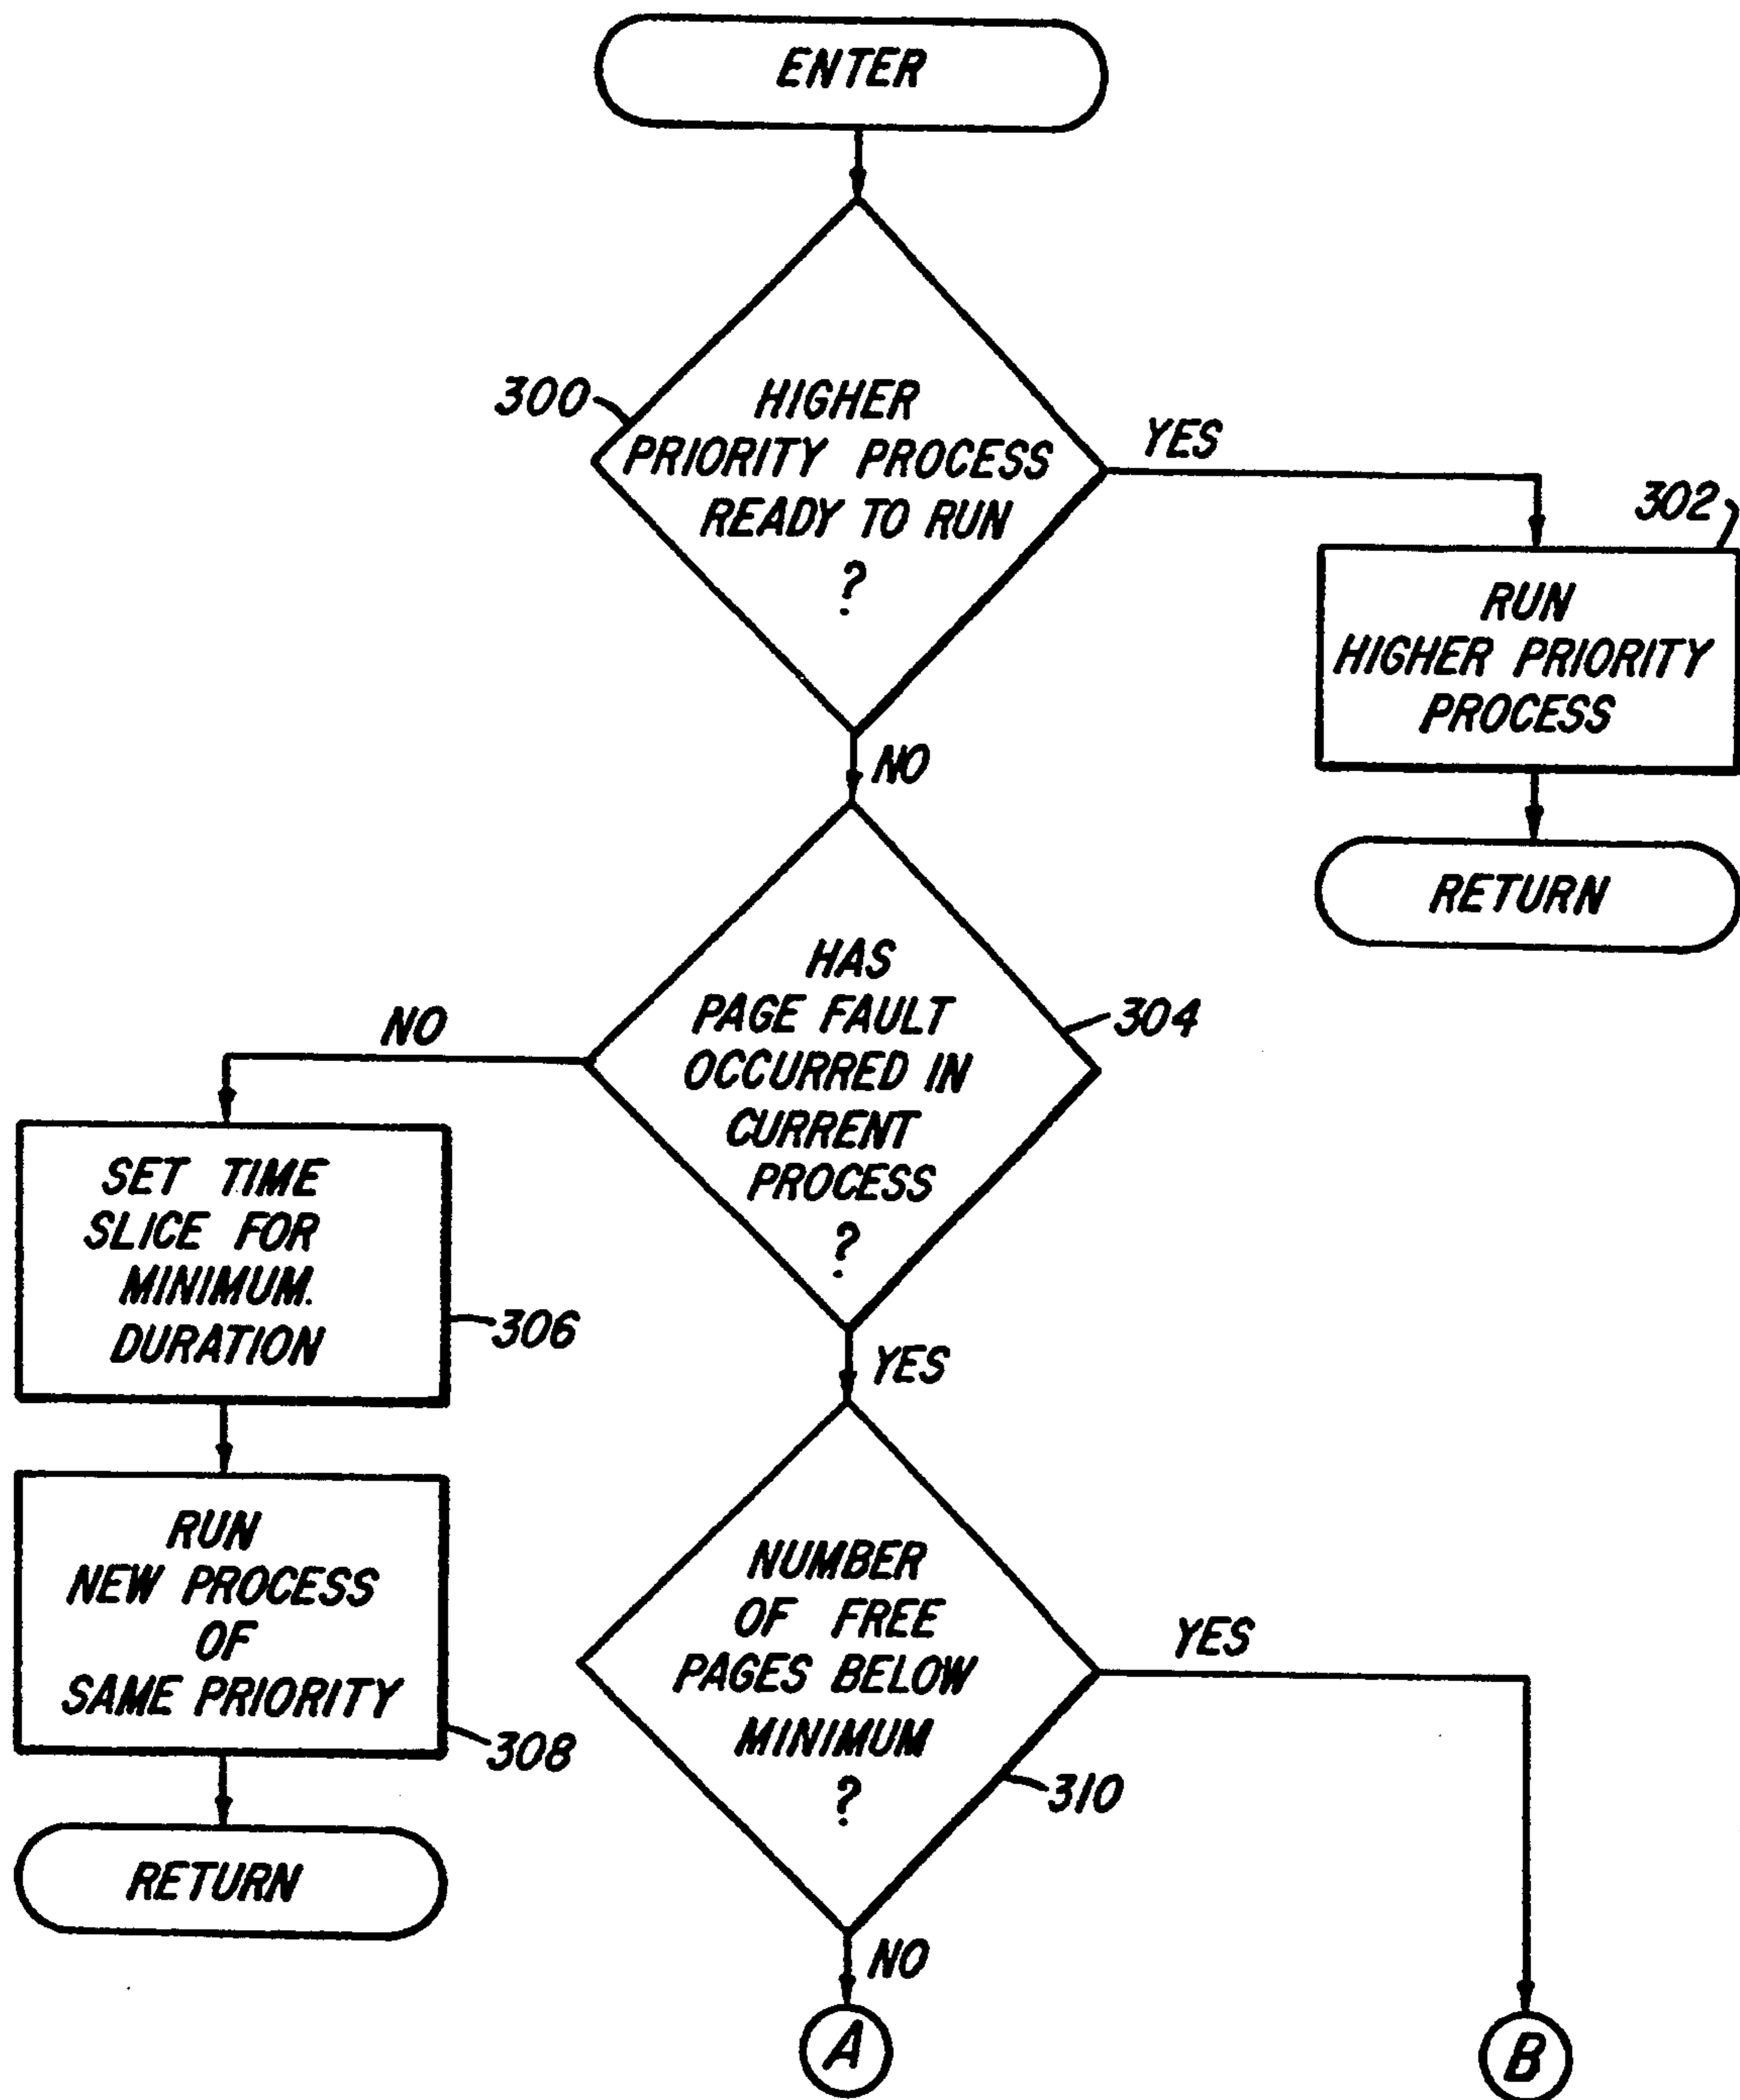 ENTER
300
HIGHER
PRIORITY PROCESS
READY TO RUN
?
YES
302
RUN
HIGHER PRIORITY
PROCESS
RETURN
NO
HAS
PAGE FAULT
OCCURRED IN
CURRENT
PROCESS
?
304
NO
SET TIME
SLICE FOR
MINIMUM.
DURATION
306
RUN
NEW PROCESS
OF
SAME PRIORITY
308
RETURN
YES
NUMBER
OF FREE
PAGES BELOW
MINIMUM
?
310
YES
NO
A
B